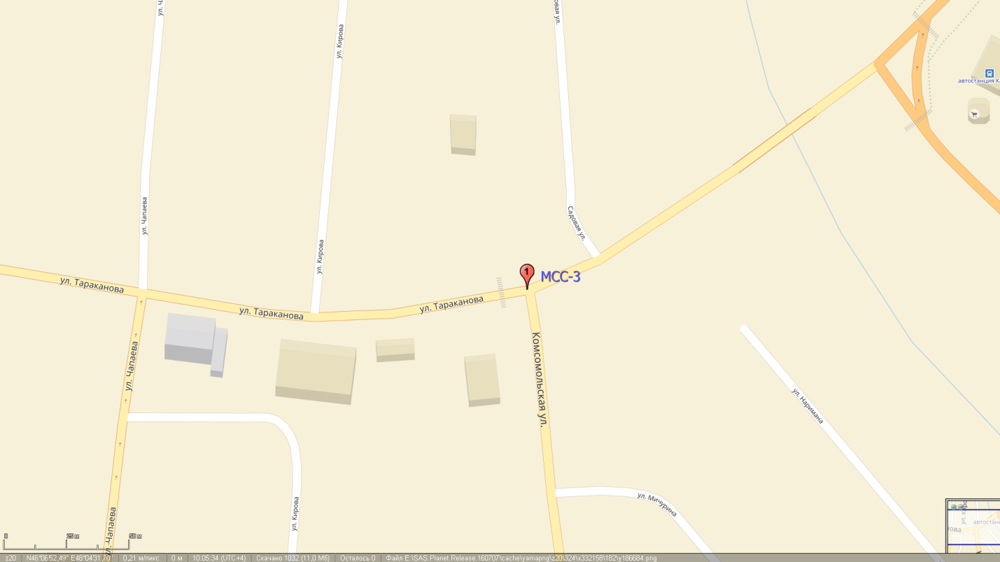 ул. Ч
ул. Кирова
овая ул.
автостанция К
ул. Чапаева
Садовая ул.
ул. Кирова
1
МСС-3
ул. Тараканова
ул. Тараканова
ул. Тараканова
ул. Чапаева
Комсомольская ул.
ул. Наримана
ул. Мичурина
ул. Кирова
ул. Чапаева
автостан
0 25 м 50 м
z20 N46°06'52,49" E48°04'31,70" 0,21 м/пикс. 0 м 10:05:34 (UTC+4) Скачано 1032 (11,0 Мб) Осталось 0 Файл E:\SAS.Planet.Release.160707\cache\yamapng\z20\324\x332158\182\y186684.png